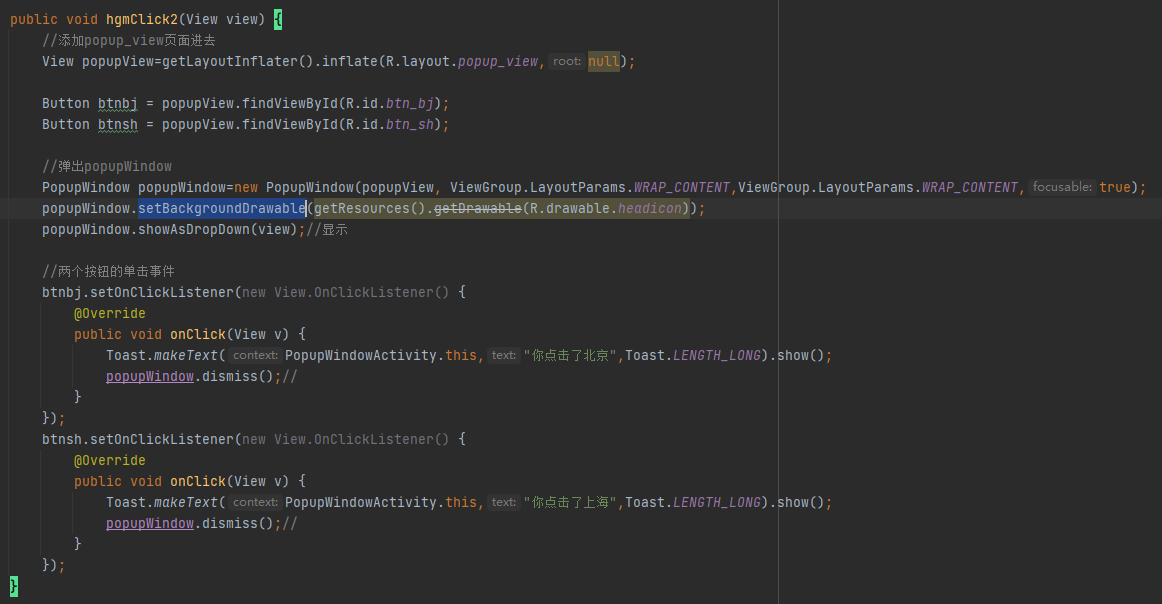 public void hgmClick2(View view) {
//添加popup_view页面进去
View popupView=getLayoutInflater().inflate(R.layout.popup_view, root: null);
Button btnbj = popupView.findViewById(R.id.btn_bj);
Button btnsh = popupView.findViewById(R.id.btn_sh);
//弹出popupWindow
PopupWindow popupWindow=new PopupWindow(popupView, ViewGroup.LayoutParams.WRAP_CONTENT,ViewGroup.LayoutParams.WRAP_CONTENT, focusable: true);
popupWindow.setBackgroundDrawable(getResources().getDrawable(R.drawable.headicon));
popupWindow.showAsDropDown(view);//显示
//两个按钮的单击事件
btnbj.setOnClickListener(new View.OnClickListener() {
@Override
public void onClick(View v) {
Toast.makeText( context: PopupWindowActivity.this, text: "你点击了北京",Toast.LENGTH_LONG).show();
popupWindow.dismiss();//
}
});
btnsh.setOnClickListener(new View.OnClickListener() {
@Override
public void onClick(View v) {
Toast.makeText( context: PopupWindowActivity.this, text: "你点击了上海",Toast.LENGTH_LONG).show();
popupWindow.dismiss();//
}
});
}